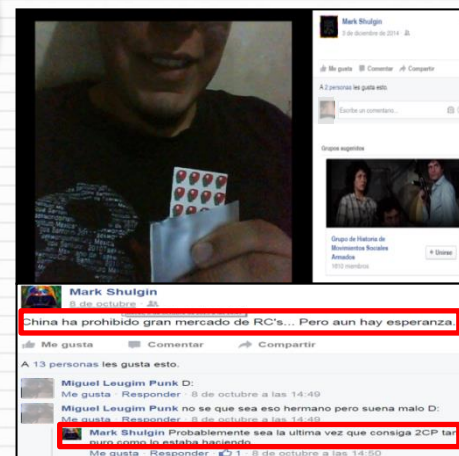 Mark Shulgin
3 de diciembre de 2014
Me gusta Comentar Compartir
A 2 personas les gusta esto.
Escribe un comentario...
Grupos sugeridos
Grupo de Historia de
Movimientos Sociales
Armados
1610 miembros
+ Unirse
Mark Shulgin
8 de octubre
China ha prohibido gran mercado de RC's... Pero aun hay esperanza.
Me gusta Comentar Compartir
A 13 personas les gusta esto.
Miguel Leugim Punk D:
Me gusta · Responder · 8 de octubre a las 14:49
Miguel Leugim Punk no se que sea eso hermano pero suena malo D:
Me gusta · Responder · 8 de octubre a las 14:49
Mark Shulgin Probablemente sea la ultima vez que consiga 2CP tan
puro como lo estaba haciendo
Me gusta · Responder · 1 · 8 de octubre a las 14:50